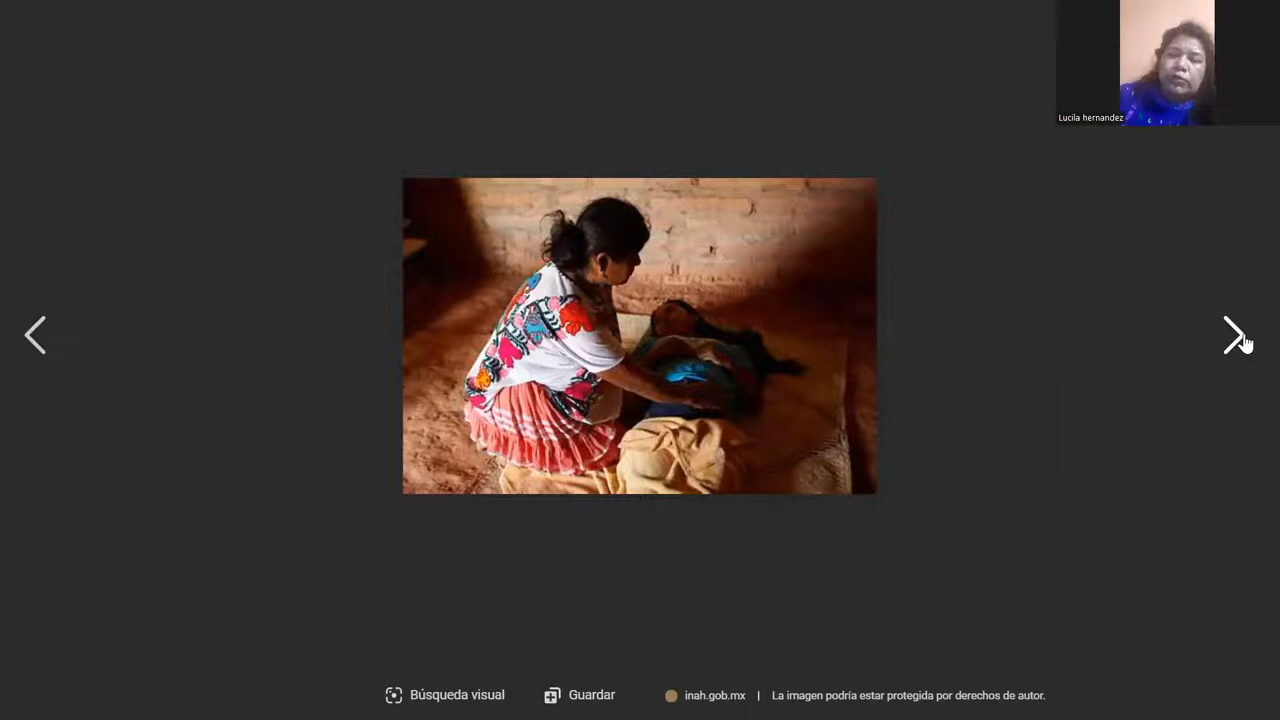 Lucila hernandez
Búsqueda visual
Guardar
inah.gob.mx | La imagen podría estar protegida por derechos de autor.